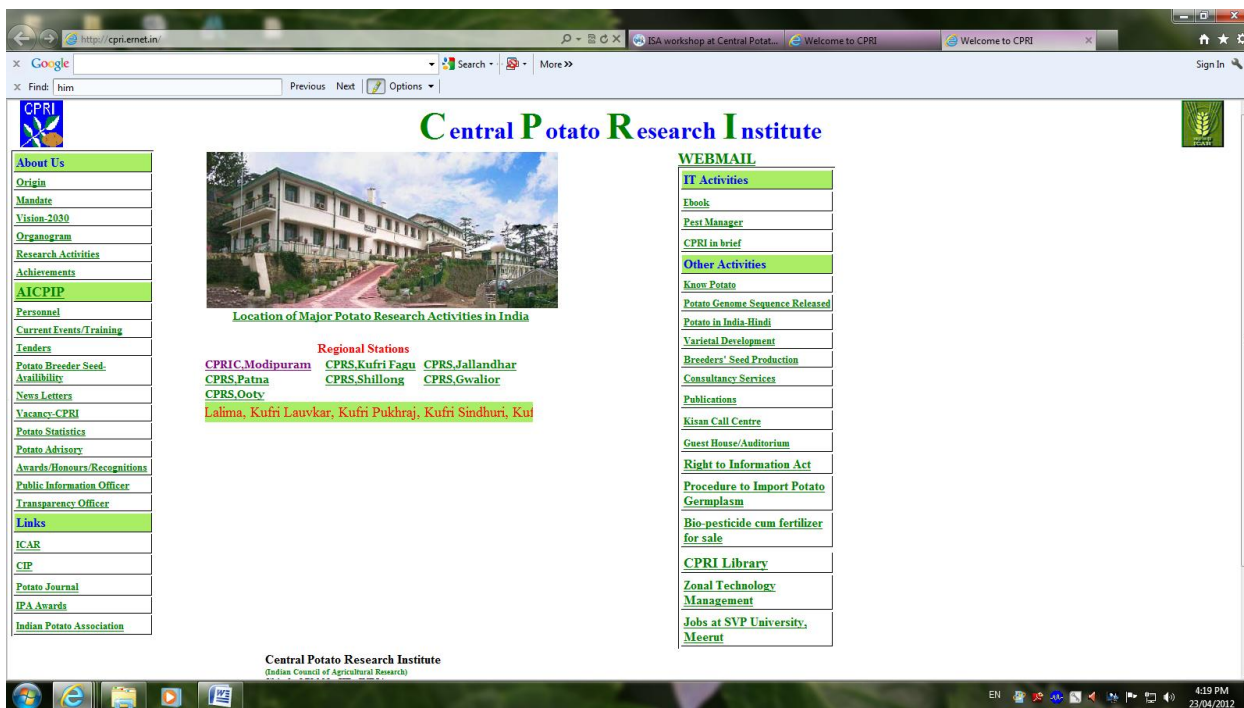 http://cpri.ernet.in/
ISA workshop at Central Potat...
Welcome to CPRI
Welcome to CPRI
x Google
Search
More >>
Sign In
x Find: him
Previous Next Options
CPRI
Central Potato Research Institute
ICAR
About Us
Origin
Mandate
Vision-2030
Organogram
Research Activities
Achievements
AICPIP
Personnel
Current Events/Training
Tenders
Potato Breeder Seed-
Availibility
News Letters
Vacancy-CPRI
Potato Statistics
Potato Advisory
Awards/Honours/Recognitions
Public Information Officer
Transparency Officer
Links
ICAR
CIP
Potato Journal
IPA Awards
Indian Potato Association
Location of Major Potato Research Activities in India
Regional Stations
CPRIC,Modipuram CPRS,Kufri Fagu CPRS,Jallandhar
CPRS,Patna CPRS,Shillong CPRS,Gwalior
CPRS,Ooty
Lalima, Kufri Lauvkar, Kufri Pukhraj, Kufri Sindhuri, Kuf
WEBMAIL
IT Activities
Ebook
Pest Manager
CPRI in brief
Other Activities
Know Potato
Potato Genome Sequence Released
Potato in India-Hindi
Varietal Development
Breeders' Seed Production
Consultancy Services
Publications
Kisan Call Centre
Guest House/Auditorium
Right to Information Act
Procedure to Import Potato
Germplasm
Bio-pesticide cum fertilizer
for sale
CPRI Library
Zonal Technology
Management
Jobs at SVP University,
Meerut
Central Potato Research Institute
(Indian Council of Agricultural Research)
EN
4:19 PM
23/04/2012